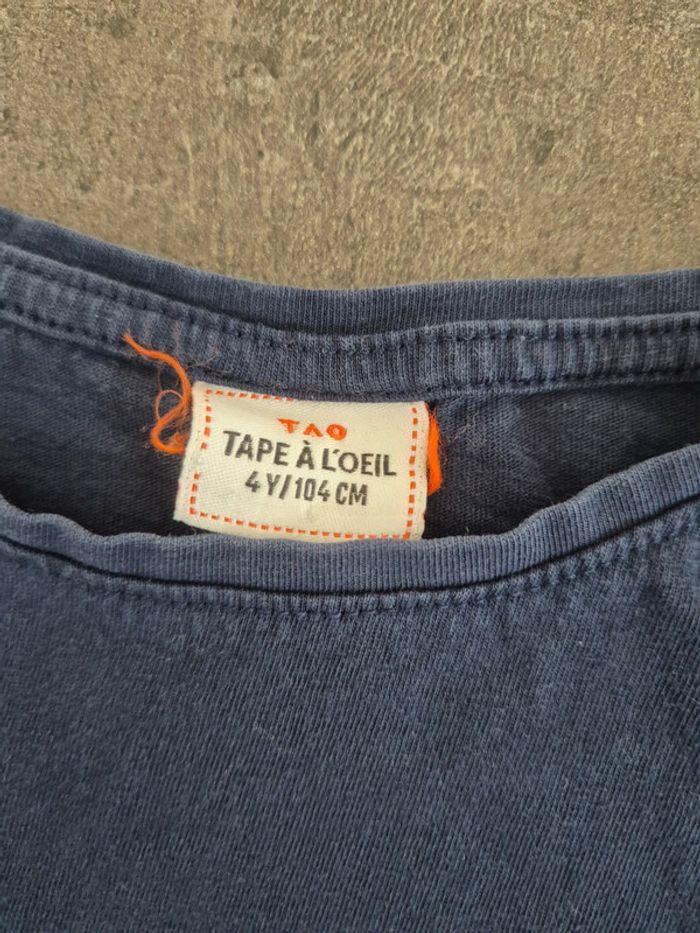 TAO
TAPE À L'OEIL
4 Y/104 CM